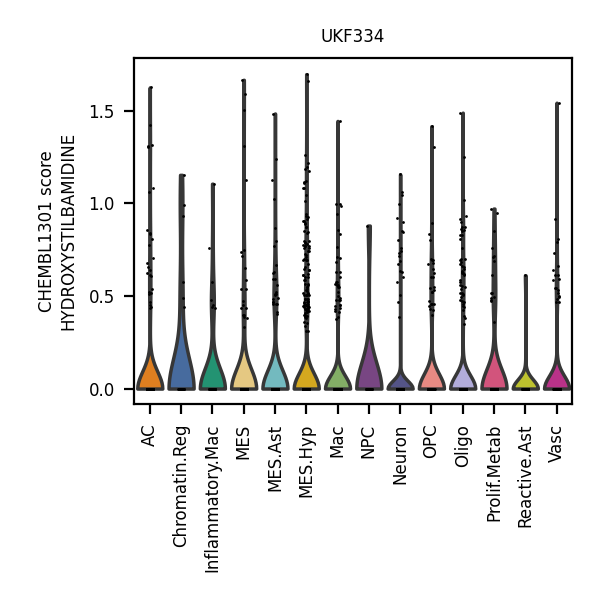 UKF334
CHEMBL1301 score
HYDROXYSTILBAMIDINE
1.5
1.0
0.5
0.0
AC
Chromatin.Reg
Inflammatory.Mac
MES
MES.Ast
MES.Hyp
Mac
NPC
Neuron
OPC
Oligo
Prolif.Metab
Reactive.Ast
Vasc